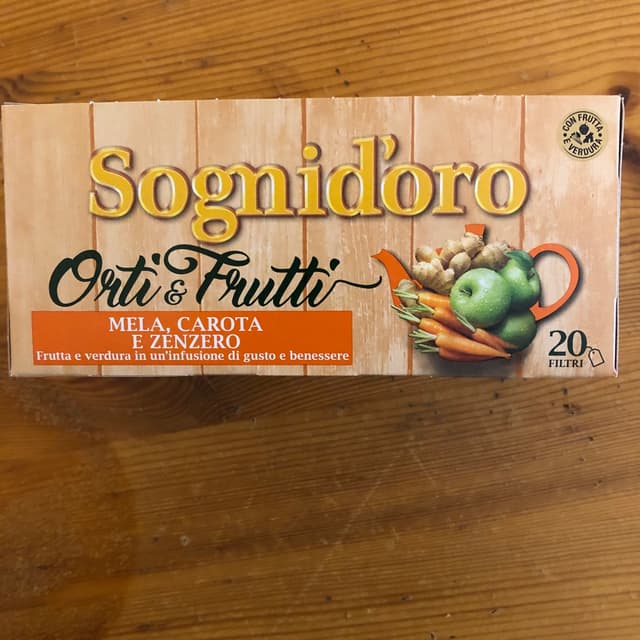 CON FRUTTA
E VERDURA
Sognid'oro
Orti & Frutti
MELA, CAROTA
E ZENZERO
Frutta e verdura in un'infusione di gusto e benessere
20
FILTRI